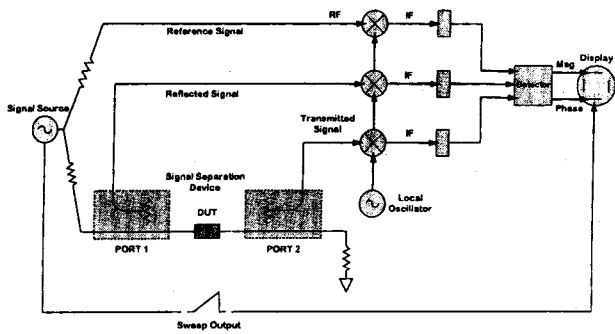 RF
IF
Reference Signal
Mag
Display
Reflected Signal
IF
Detector
Signal Source
Phase
Transmitted
Signal
IF
Signal Separation
Device
Local
Oscillator
DUT
PORT 1
PORT 2
Sweep Output